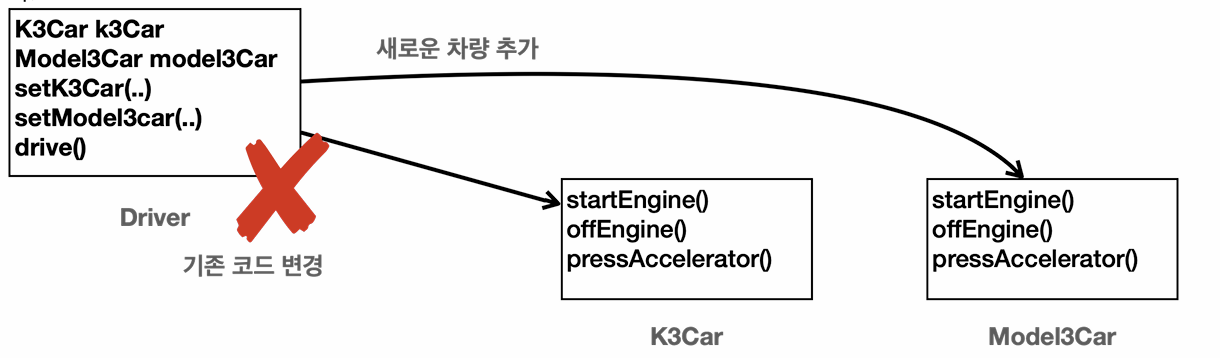 K3Car k3Car
Model3Car model3Car
setK3Car(..)
setModel3car(..)
drive()
새로운 차량 추가
Driver
기존 코드 변경
startEngine()
offEngine()
pressAccelerator()
K3Car
startEngine()
offEngine()
pressAccelerator()
Model3Car